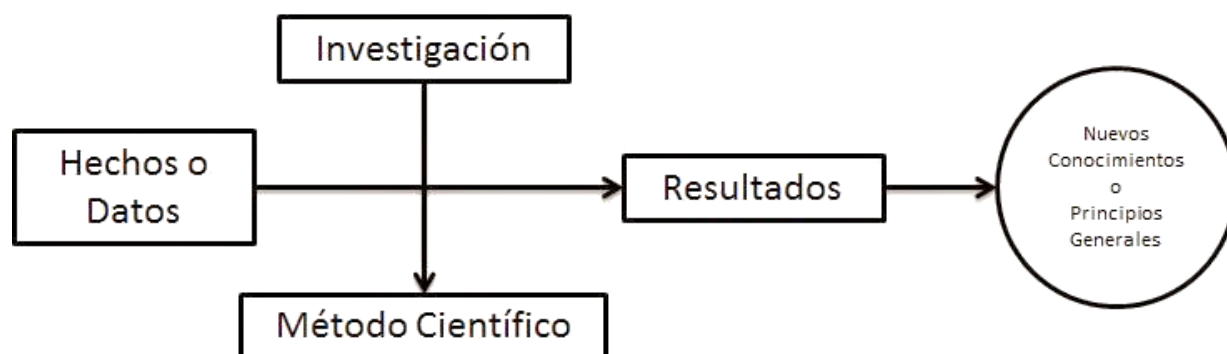 Investigación
Hechos o
Datos
Resultados
Nuevos
Conocimientos
o
Principios
Generales
Método Científico